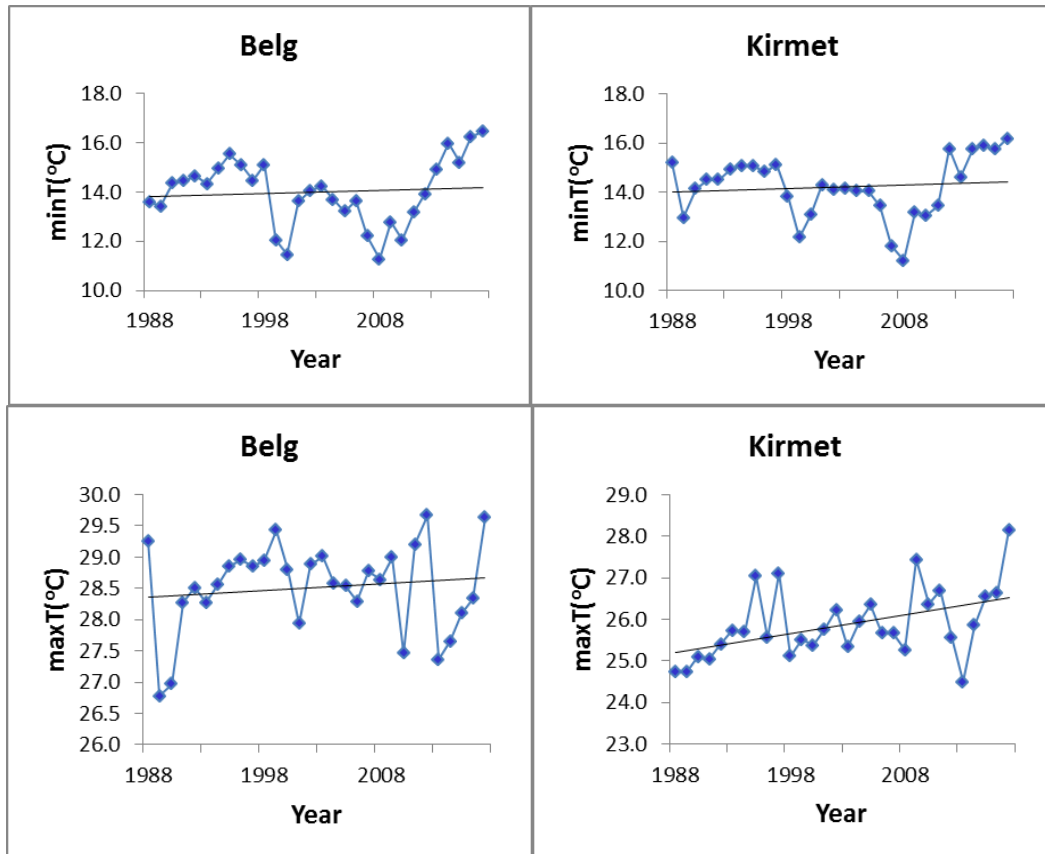 Belg
18.0
16.0
14.0
12.0
10.0
minT(°C)
1988 1998 2008
Year
Kirmet
18.0
16.0
14.0
12.0
10.0
minT(°C)
1988 1998 2008
Year
Belg
30.0
29.5
29.0
28.5
28.0
27.5
27.0
26.5
26.0
maxT(°C)
1988 1998 2008
Year
Kirmet
29.0
28.0
27.0
26.0
25.0
24.0
23.0
maxT(°C)
1988 1998 2008
Year